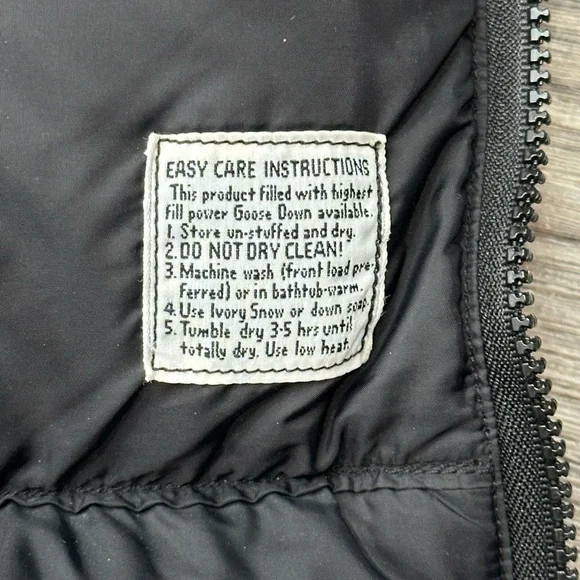 EASY CARE INSTRUCTIONS
This product filled with highest
fill power Goose Down available.
1. Store un-stuffed and dry.
2. DO NOT DRY CLEAN!
3. Machine wash (front load pre-
ferred) or in bathtub-warm.
4. Use Ivory Snow or down soap.
5. Tumble dry 3-5 hrs until
totally dry. Use low heat.